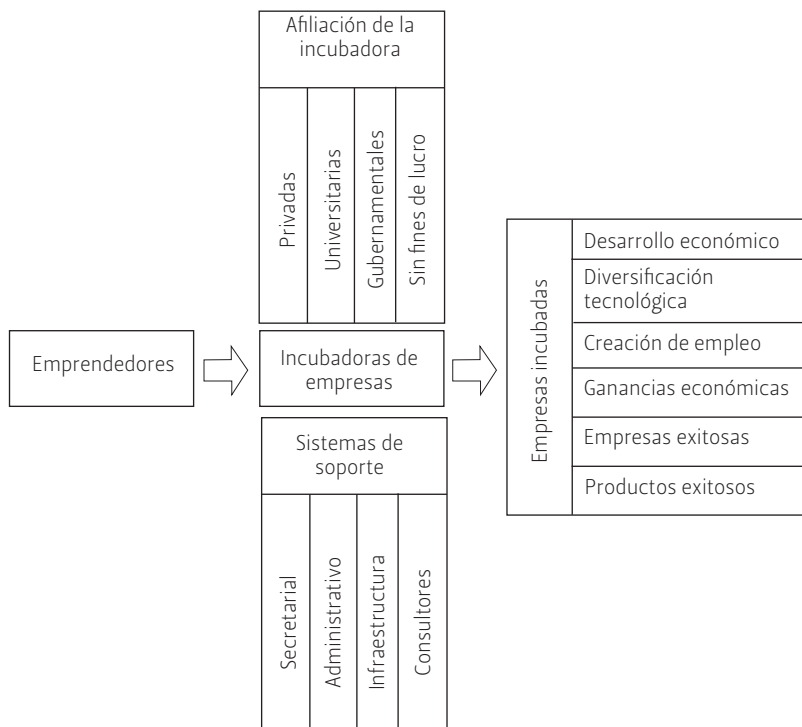 Afiliación de la
incubadora
Privadas
Universitarias
Gubernamentales
Sin fines de lucro
Emprendedores
Incubadoras de
empresas
Sistemas de
soporte
Secretarial
Administrativo
Infraestructura
Consultores
Empresas incubadas
Desarrollo económico
Diversificación
tecnológica
Creación de empleo
Ganancias económicas
Empresas exitosas
Productos exitosos